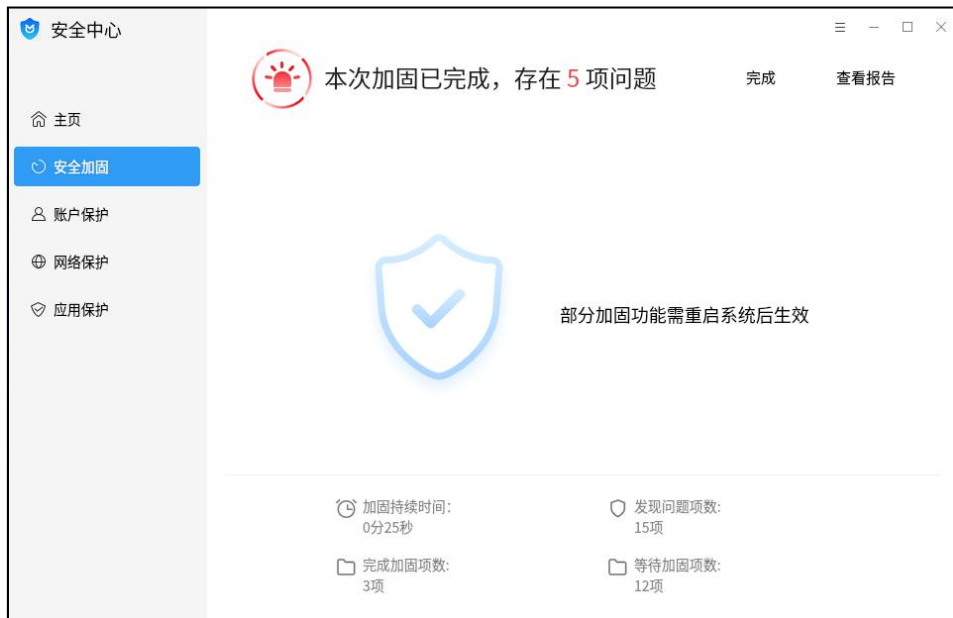 安全中心
本次加固已完成，存在 5 项问题
完成
查看报告
主页
安全加固
账户保护
网络保护
应用保护
部分加固功能需重启系统后生效
加固持续时间:
0分25秒
发现问题项数:
15项
完成加固项数:
3项
等待加固项数:
12项